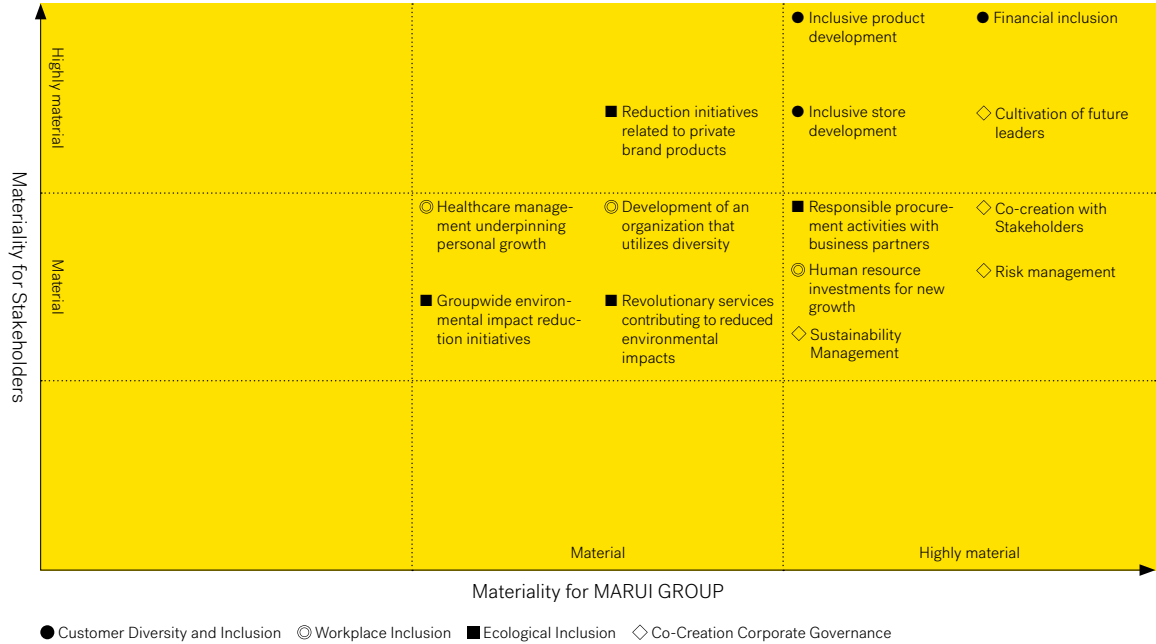 Materiality for Stakeholders
Highly material
Material
Inclusive product
development
Financial inclusion
Reduction initiatives
related to private
brand products
Inclusive store
development
Cultivation of future
leaders
Healthcare manage-
ment underpinning
personal growth
Development of an
organization that
utilizes diversity
Responsible procure-
ment activities with
business partners
Co-creation with
Stakeholders
Human resource
investments for new
growth
Risk management
Groupwide environ-
mental impact reduc-
tion initiatives
Revolutionary services
contributing to reduced
environmental
impacts
Sustainability
Management
Material
Highly material
Materiality for MARUI GROUP
Customer Diversity and Inclusion
Workplace Inclusion
Ecological Inclusion
Co-Creation Corporate Governance